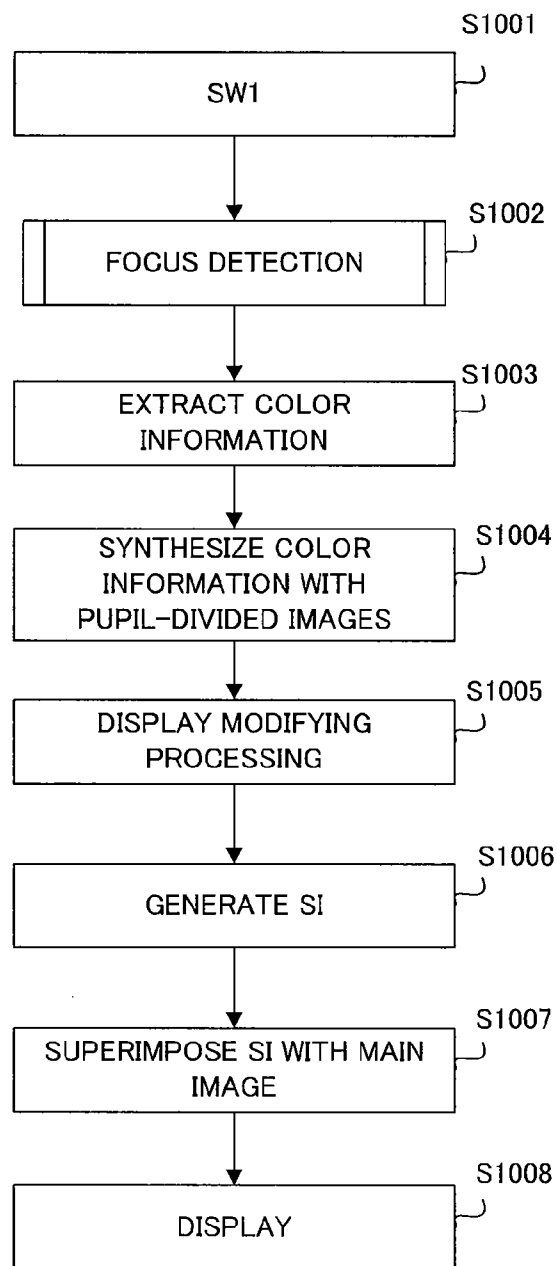 S1001
SW1
S1002
FOCUS DETECTION
S1003
EXTRACT COLOR
INFORMATION
S1004
SYNTHESIZE COLOR
INFORMATION WITH
PUPIL-DIVIDED IMAGES
S1005
DISPLAY MODIFYING
PROCESSING
S1006
GENERATE SI
S1007
SUPERIMPOSE SI WITH MAIN
IMAGE
S1008
DISPLAY